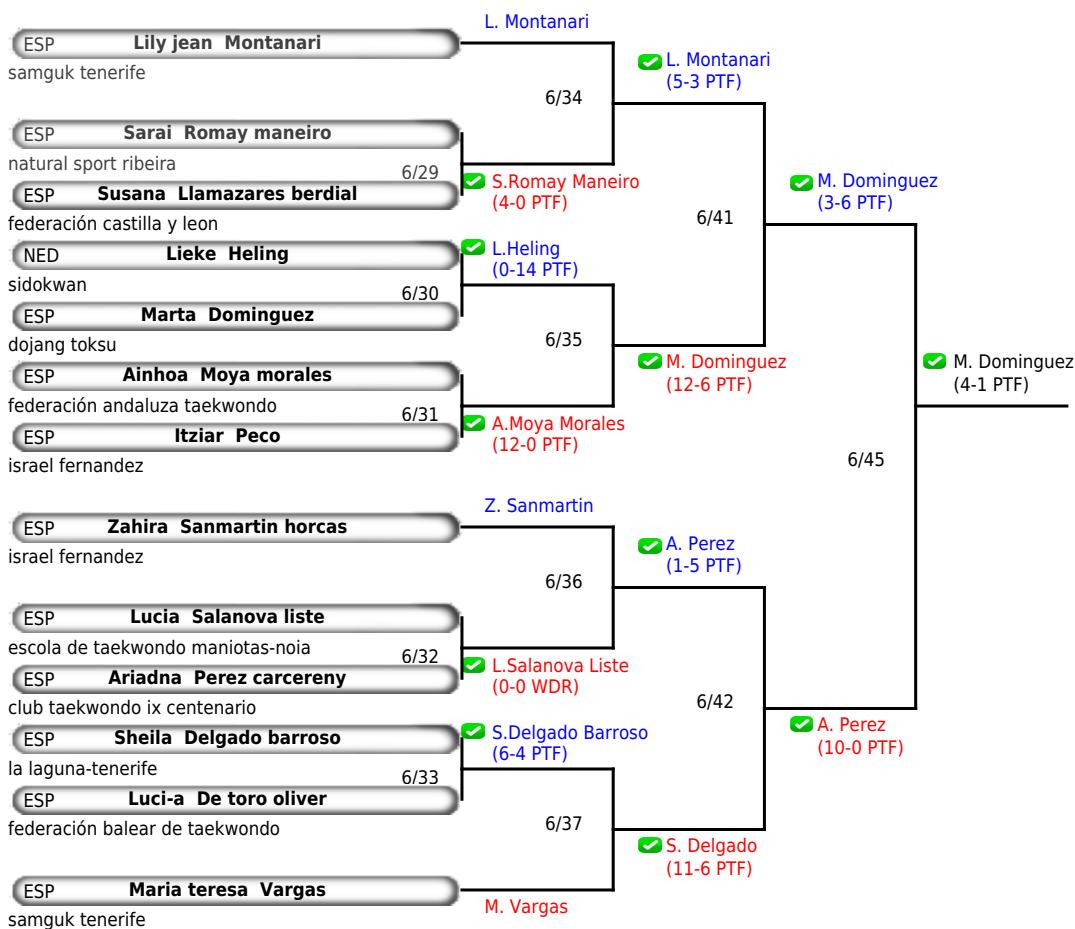 L. Montanari
ESP Lily jean Montanari
samguk tenerife
L. Montanari
(5-3 PTF)
6/34
ESP Sarai Romay maneiro
natural sport ribeira
6/29
S.Romay Maneiro
(4-0 PTF)
ESP Susana Llamazares berdial
federación castilla y leon
M. Dominguez
(3-6 PTF)
6/41
NED Lieke Heling
sidokwan
L.Heling
(0-14 PTF)
6/30
ESP Marta Dominguez
dojang toksu
6/35
M. Dominguez
(12-6 PTF)
M. Dominguez
(4-1 PTF)
ESP Ainhoa Moya morales
federación andaluza taekwondo
6/31
A.Moya Morales
(12-0 PTF)
ESP Itziar Peco
israel fernandez
6/45
Z. Sanmartin
ESP Zahira Sanmartin horcas
israel fernandez
A. Perez
(1-5 PTF)
6/36
ESP Lucia Salanova liste
escola de taekwondo maniotas-noia
6/32
L.Salanova Liste
(0-0 WDR)
ESP Ariadna Perez carcereny
club taekwondo ix centenario
6/42
A. Perez
(10-0 PTF)
ESP Sheila Delgado barroso
la laguna-tenerife
S.Delgado Barroso
(6-4 PTF)
6/33
ESP Luci-a De toro oliver
federación balear de taekwondo
6/37
S. Delgado
(11-6 PTF)
ESP Maria teresa Vargas
samguk tenerife
M. Vargas